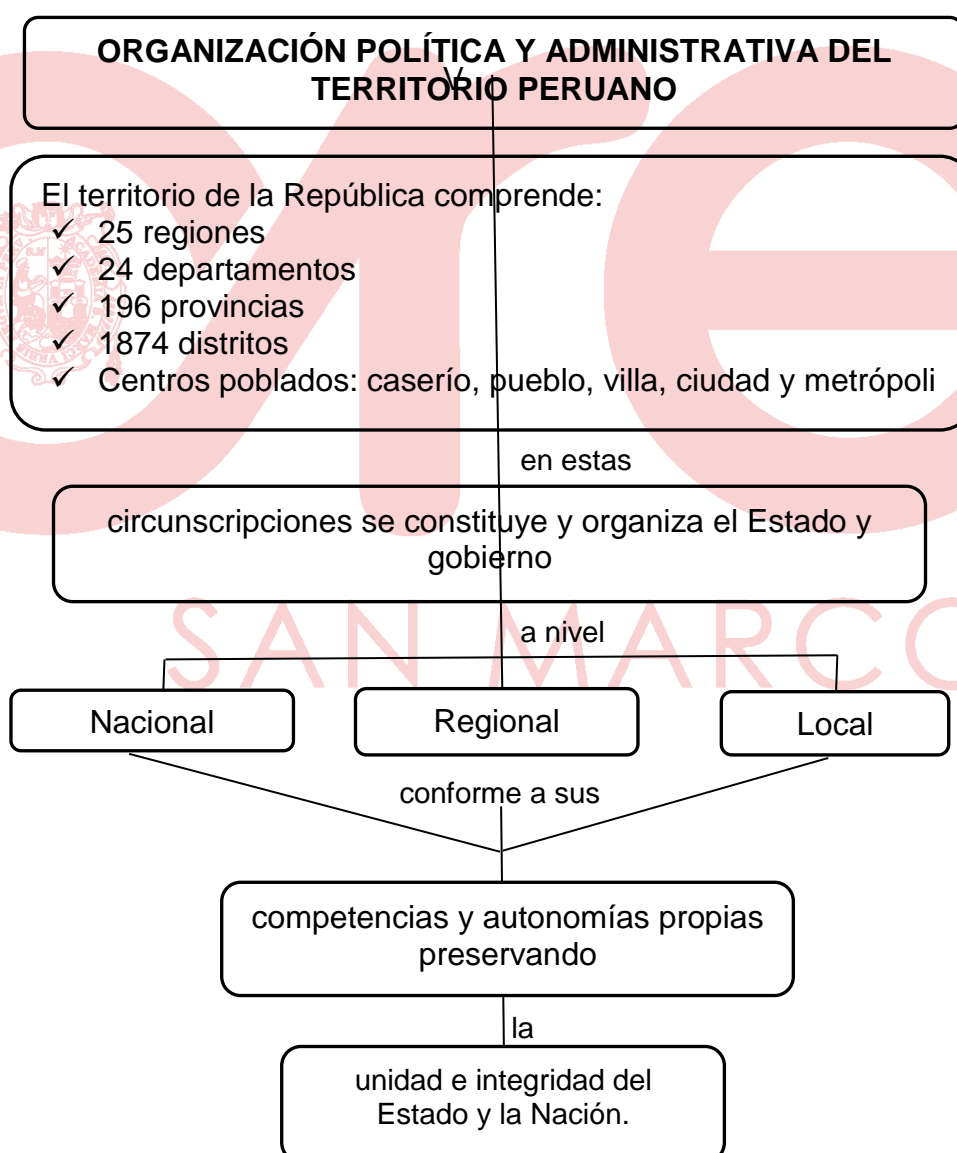 ORGANIZACIÓN POLÍTICA Y ADMINISTRATIVA DEL
TERRITORIO PERUANO
El territorio de la República comprende:
✓ 25 regiones
✓ 24 departamentos
✓ 196 provincias
✓ 1874 distritos
✓ Centros poblados: caserío, pueblo, villa, ciudad y metrópoli
en estas
circunscripciones se constituye y organiza el Estado y
gobierno
SAN MARCO
a nivel
Nacional
Regional
Local
conforme a sus
competencias y autonomías propias
preservando
la
unidad e integridad del
Estado y la Nación.